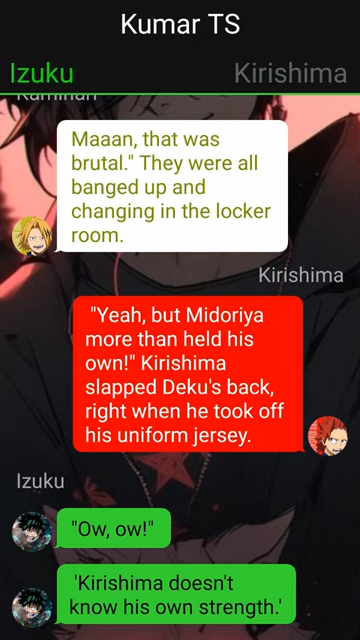 Kumar TS
Izuku Kirishima
Kaminari
Maaan, that was
brutal." They were all
banged up and
changing in the locker
room.
Kirishima
"Yeah, but Midoriya
more than held his
own!" Kirishima
slapped Deku's back,
right when he took off
his uniform jersey.
Izuku
"Ow, ow!"
'Kirishima doesn't
know his own strength.'